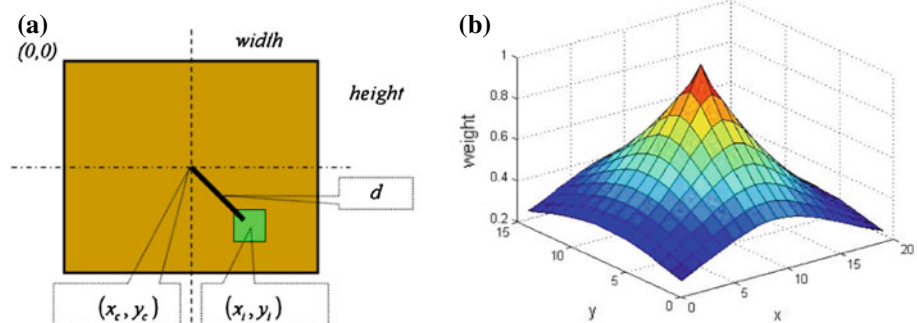 (a)
(0,0)
width
height
d
(x_c, y_c)
(x_i, y_i)
(b)
weight
1
0.8
0.6
0.4
0.2
15
10
5
0
y
0
5
10
15
20
x